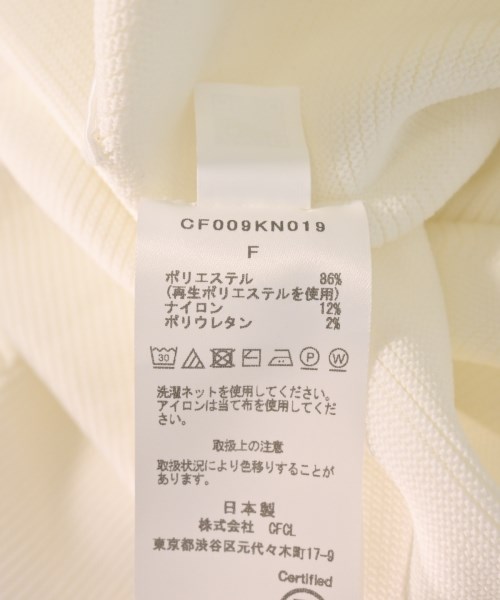 CF009KN019
F
ポリエステル 86%
(再生ポリエステルを使用)
ナイロン 12%
ポリウレタン 2%
30 P W
洗濯ネットを使用してください。
アイロンは当て布を使用してくだ
さい。
取扱上の注意
取扱状況により色移りすることが
あります。
日本製
株式会社 CFCL
東京都渋谷区元代々木町17-9
Certified